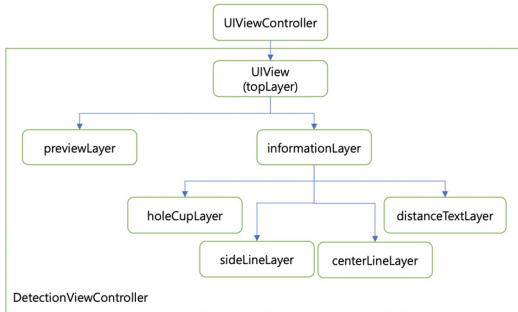 UIViewController
UIView
(topLayer)
previewLayer
informationLayer
holeCupLayer
distanceTextLayer
sideLineLayer
centerLineLayer
DetectionViewController